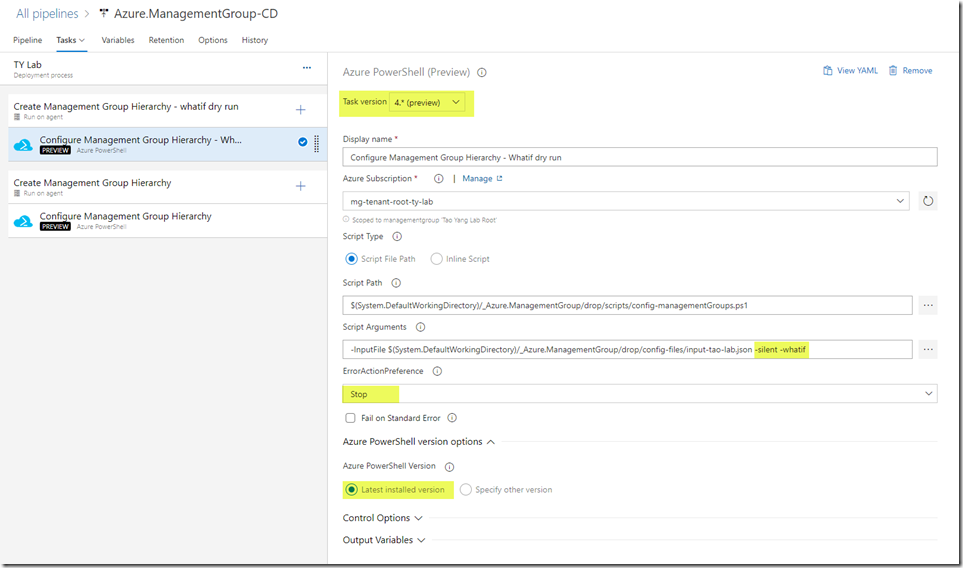 All pipelines > Azure.ManagementGroup-CD
Pipeline Tasks Variables Retention Options History
TY Lab
Deployment process
Create Management Group Hierarchy - whatif dry run
Run on agent
Configure Management Group Hierarchy - Wh...
PREVIEW Azure PowerShell
Create Management Group Hierarchy
Run on agent
Configure Management Group Hierarchy
PREVIEW Azure PowerShell
Azure PowerShell (Preview)
View YAML Remove
Task version 4.* (preview)
Display name *
Configure Management Group Hierarchy - Whatif dry run
Azure Subscription * | Manage
mg-tenant-root-ty-lab
Scoped to managementgroup 'Tao Yang Lab Root'
Script Type
Script File Path Inline Script
Script Path
$(System.DefaultWorkingDirectory)/_Azure.ManagementGroup/drop/scripts/config-managementGroups.ps1
Script Arguments
-InputFile $(System.DefaultWorkingDirectory)/_Azure.ManagementGroup/drop/config-files/input-tao-lab.json -silent -whatif
ErrorActionPreference
Stop
Fail on Standard Error
Azure PowerShell version options
Azure PowerShell Version
Latest installed version Specify other version
Control Options
Output Variables